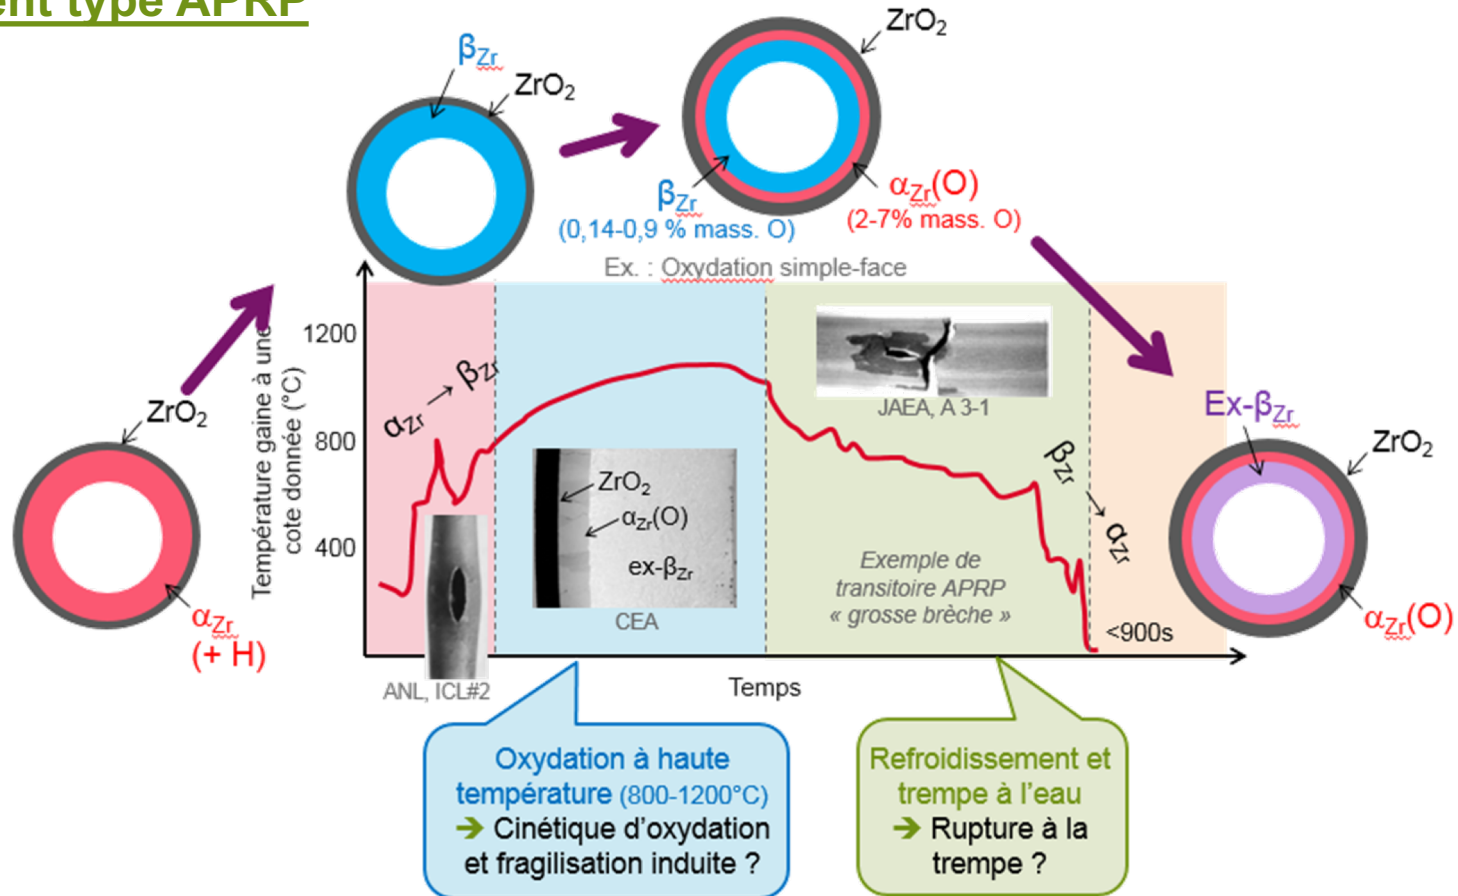 ent type APRP
βZr
ZrO₂
ZrO₂
βZr
(0,14-0,9 % mass. O)
αZr(O)
(2-7% mass. O)
Ex. : Oxydation simple-face
ZrO₂
αZr
(+ H)
Température gaine à une
cote donnée (°C)
1200
800
400
αZr → βZr
ZrO₂
αZr(O)
ex-βZr
CEA
JAEA, A 3-1
βZr → αZr
Exemple de
transitoire APRP
« grosse brèche »
<900s
Ex-βZr
ZrO₂
αZr(O)
ANL, ICL#2
Temps
Oxydation à haute
température (800-1200°C)
➔ Cinétique d’oxydation
et fragilisation induite ?
Refroidissement et
trempe à l’eau
➔ Rupture à la
trempe ?